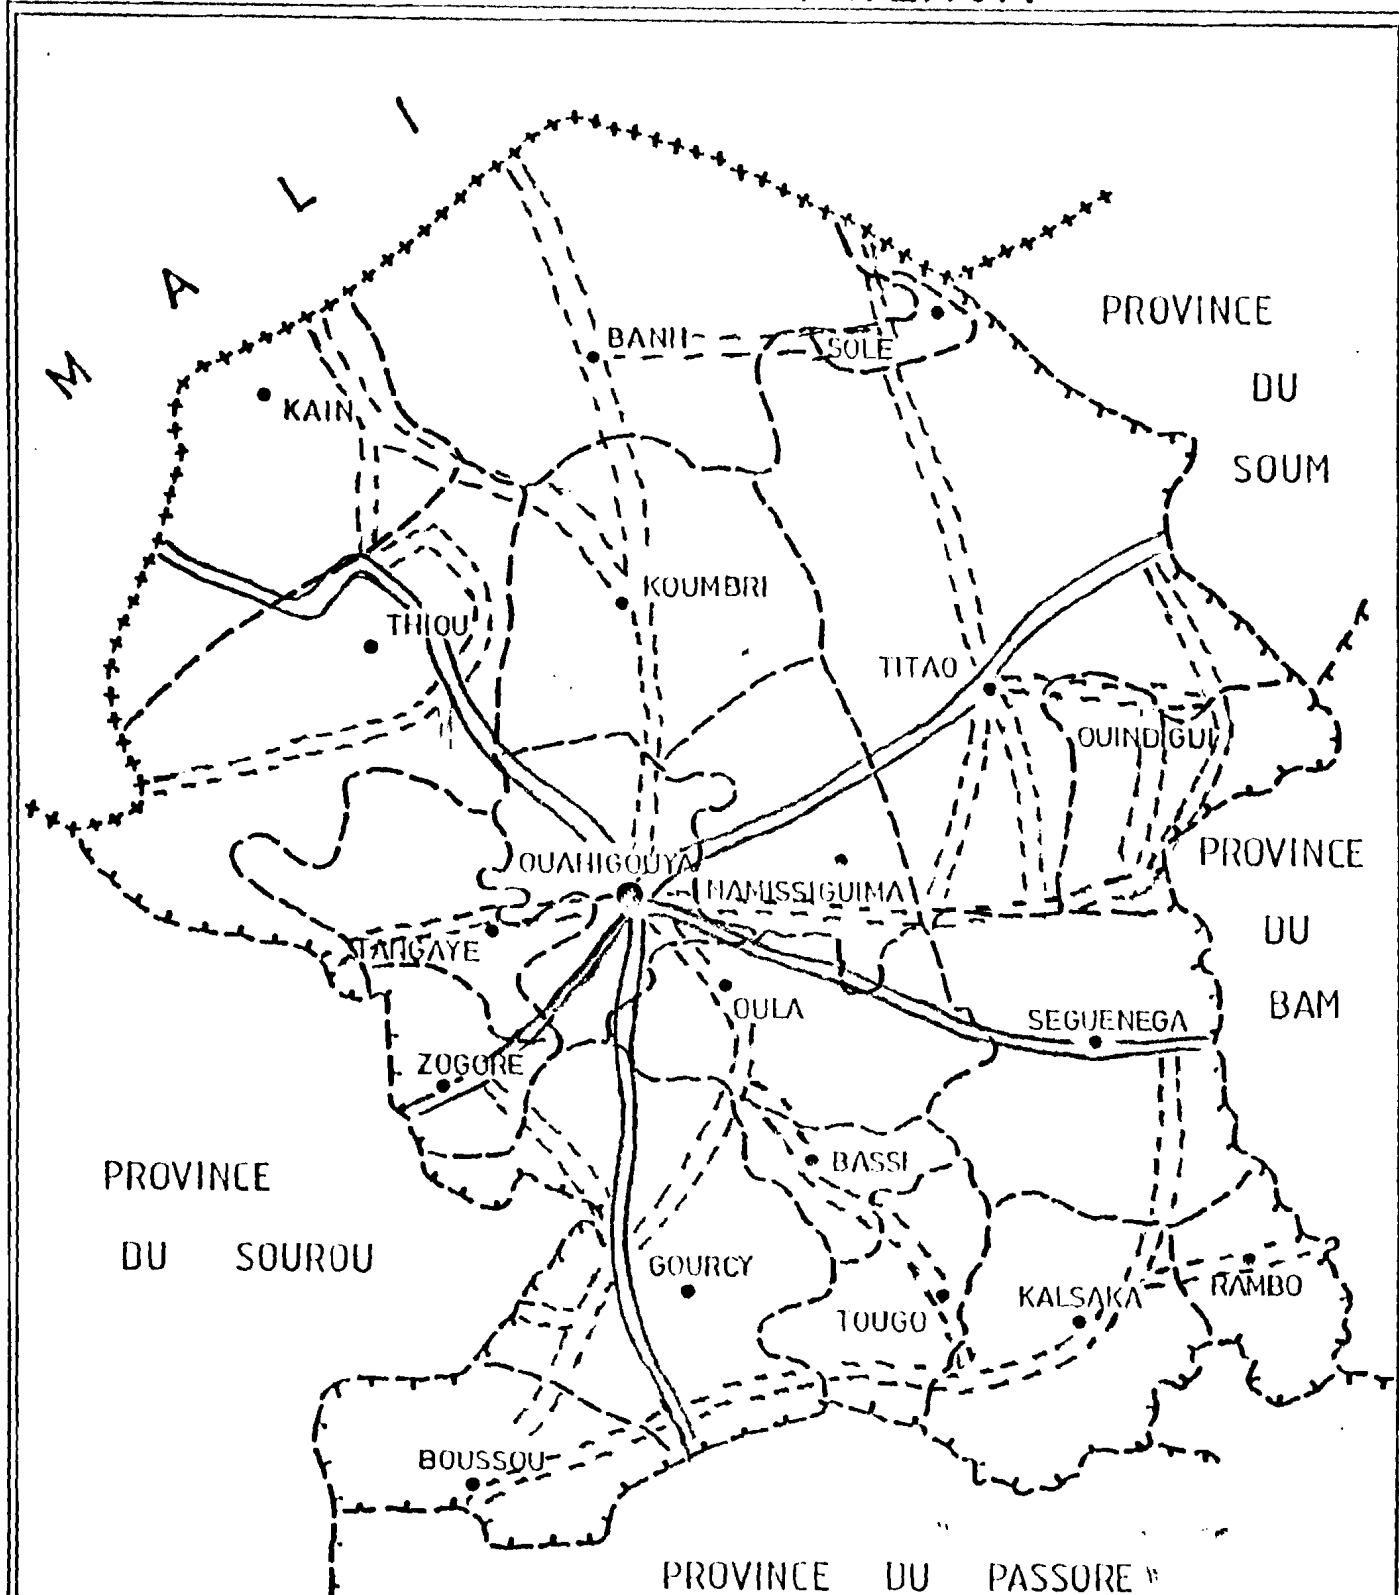 MALI
PROVINCE
DU
SOUM
BANH
SOLE
KAIN
KOUMBRI
THIOU
TITAO
OUINDIGUI
PROVINCE
DU
BAM
OUAHIGOUYA
NAMISSIGUIMA
TANGAYE
OULA
SEGUENEGA
ZOGORE
PROVINCE
DU SOUROU
BASSI
GOURCY
TOUGO
KALSAKA
RAMBO
BOUSSOU
PROVINCE DU PASSORE